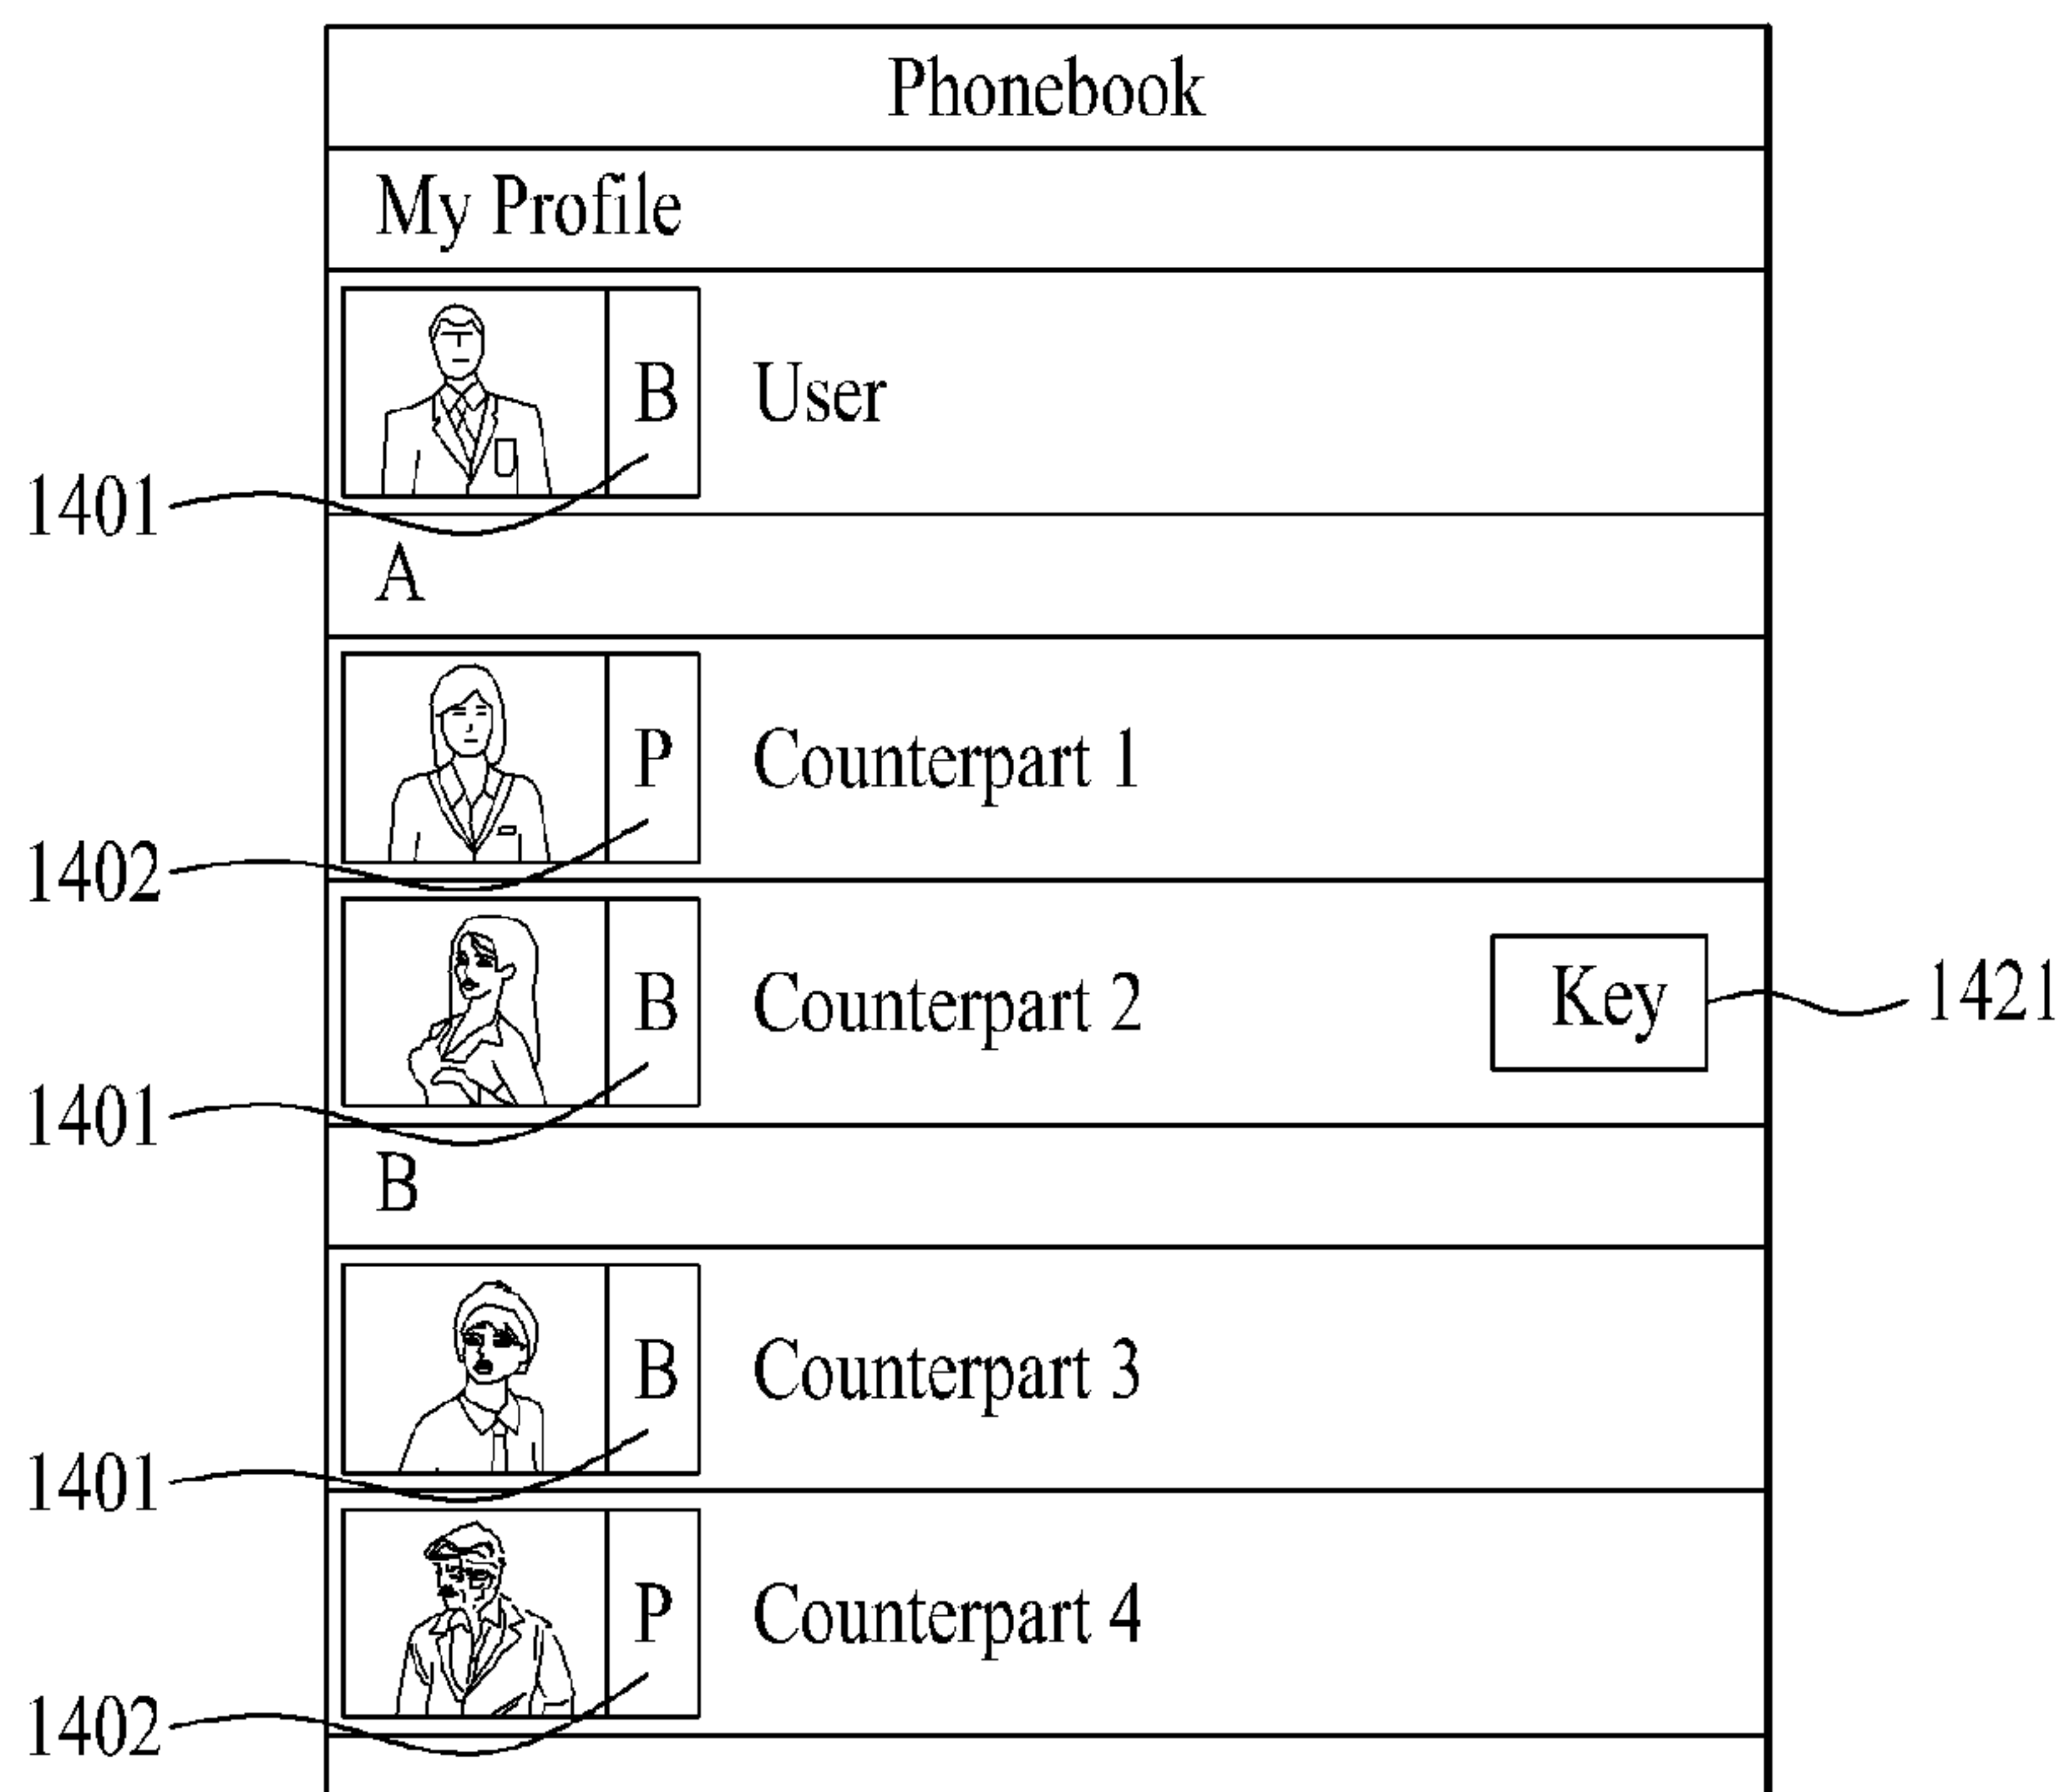 Phonebook
My Profile
B User
1401
A
P Counterpart 1
1402
B Counterpart 2 Key 1421
1401
B
B Counterpart 3
1401
P Counterpart 4
1402